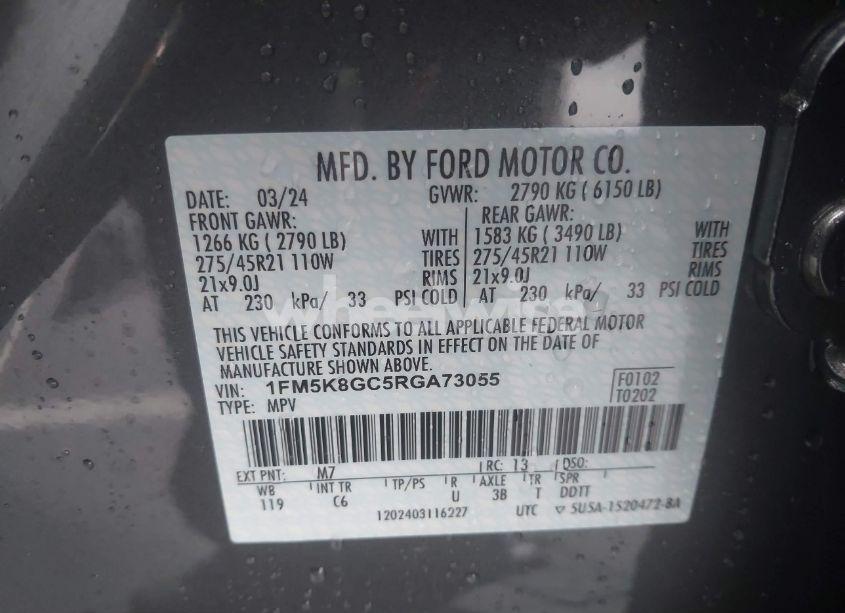 MFD. BY FORD MOTOR CO.
DATE: 03/24 GVWR: 2790 KG ( 6150 LB)
FRONT GAWR: REAR GAWR:
1266 KG ( 2790 LB) WITH 1583 KG ( 3490 LB) WITH
275/45R21 110W TIRES 275/45R21 110W TIRES
21x9.0J RIMS 21x9.0J RIMS
AT 230 kPa/ 33 PSI COLD AT 230 kPa/ 33 PSI COLD
THIS VEHICLE CONFORMS TO ALL APPLICABLE FEDERAL MOTOR
VEHICLE SAFETY STANDARDS IN EFFECT ON THE DATE OF
MANUFACTURE SHOWN ABOVE.
VIN: 1FM5K8GC5RGA73055 F0102
TYPE: MPV T0202
EXT PNT: M7 RC: 13 DSO:
WB INT TR TP/PS R AXLE TR SPR
119 C6 U 3B T DDTT
1202403116227 UTC ▽ 5U5A-1520472-BA